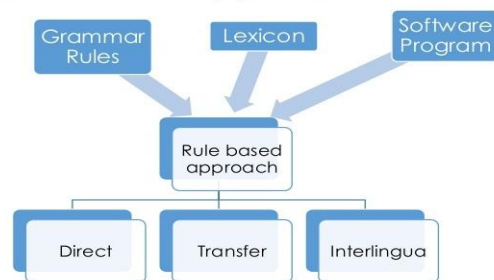 Grammar
Rules
Lexicon
Software
Program
Rule based
approach
Direct
Transfer
Interlingua